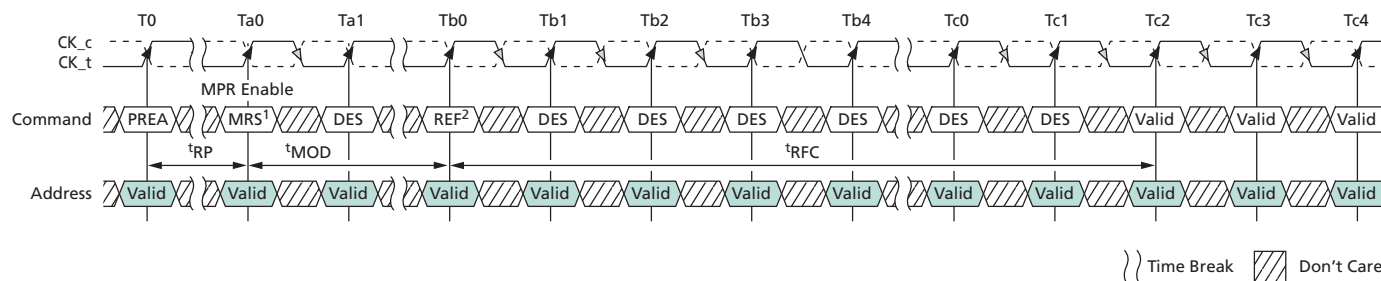 T0 Ta0 Ta1 Tb0 Tb1 Tb2 Tb3 Tb4 Tc0 Tc1 Tc2 Tc3 Tc4
CK_c
CK_t
MPR Enable
Command PREA MRS1 DES REF2 DES DES DES DES DES DES Valid Valid Valid
tRP tMOD tRFC
Address Valid Valid Valid Valid Valid Valid Valid Valid Valid Valid Valid Valid Valid
Time Break Don't Care